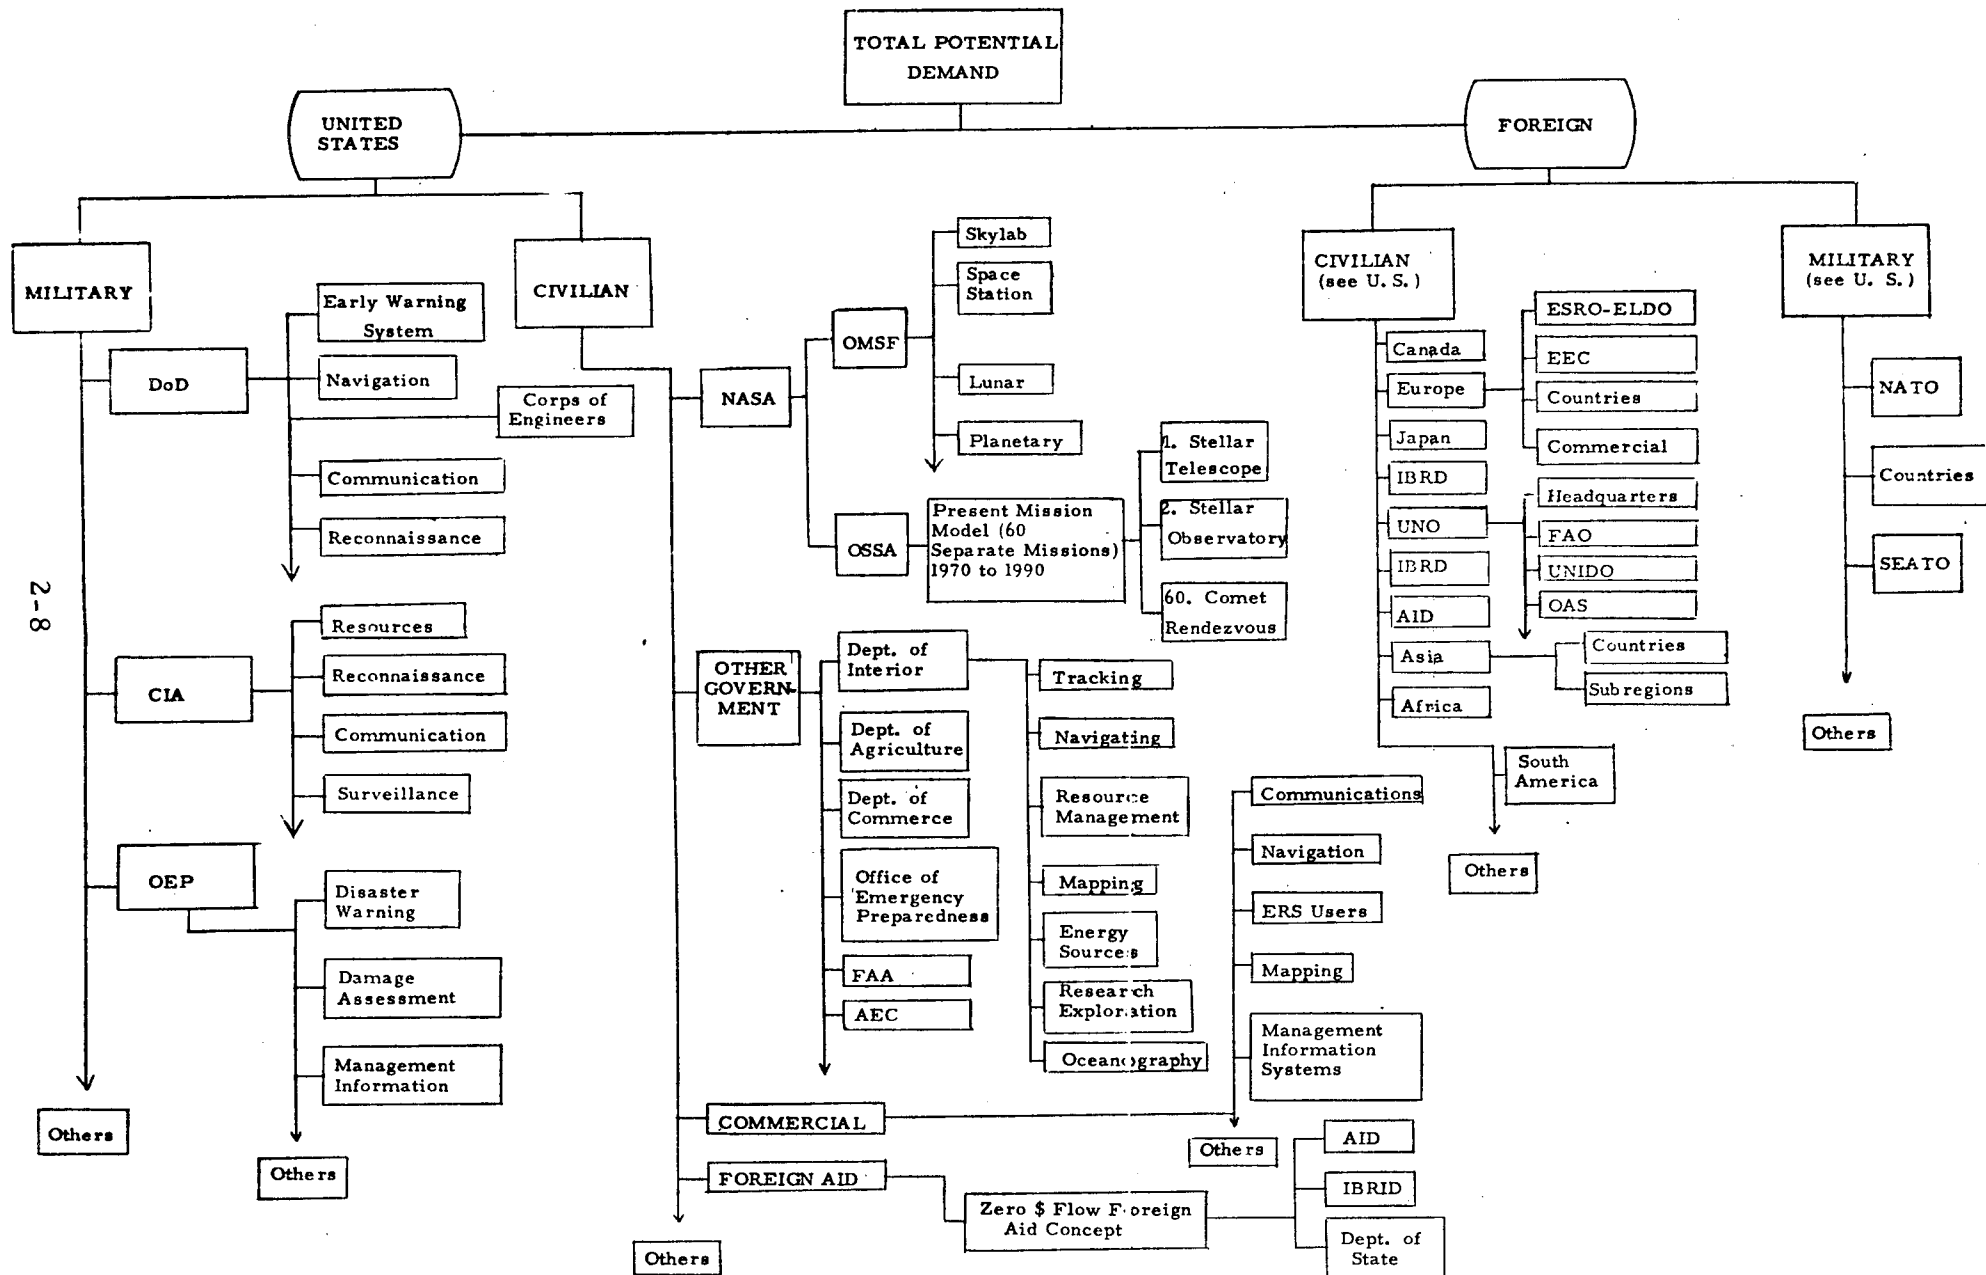 TOTAL POTENTIAL
DEMAND
UNITED
STATES
FOREIGN
MILITARY
DoD
Early Warning
System
Navigation
Corps of
Engineers
Communication
Reconnaissance
CIA
Resources
Reconnaissance
Communication
Surveillance
OEP
Disaster
Warning
Damage
Assessment
Management
Information
Others
Others
CIVILIAN
NASA
OMSF
Skylab
Space
Station
Lunar
Planetary
OSSA
Present Mission
Model (60
Separate Missions)
1970 to 1990
1. Stellar
Telescope
2. Stellar
Observatory
60. Comet
Rendezvous
OTHER
GOVERN-
MENT
Dept. of
Interior
Dept. of
Agriculture
Dept. of
Commerce
Office of
Emergency
Preparedness
FAA
AEC
Tracking
Navigating
Resource
Management
Mapping
Energy
Sources
Research
Exploration
Oceanography
COMMERCIAL
Communications
Navigation
ERS Users
Mapping
Management
Information
Systems
Others
FOREIGN AID
Zero $ Flow Foreign
Aid Concept
AID
IBRID
Dept. of
State
Others
CIVILIAN
(see U. S.)
Canada
Europe
Japan
IBRD
UNO
IBRD
AID
Asia
Africa
South
America
Others
ESRO-ELDO
EEC
Countries
Commercial
Headquarters
FAO
UNIDO
OAS
Countries
Subregions
MILITARY
(see U. S.)
NATO
Countries
SEATO
Others
2-8